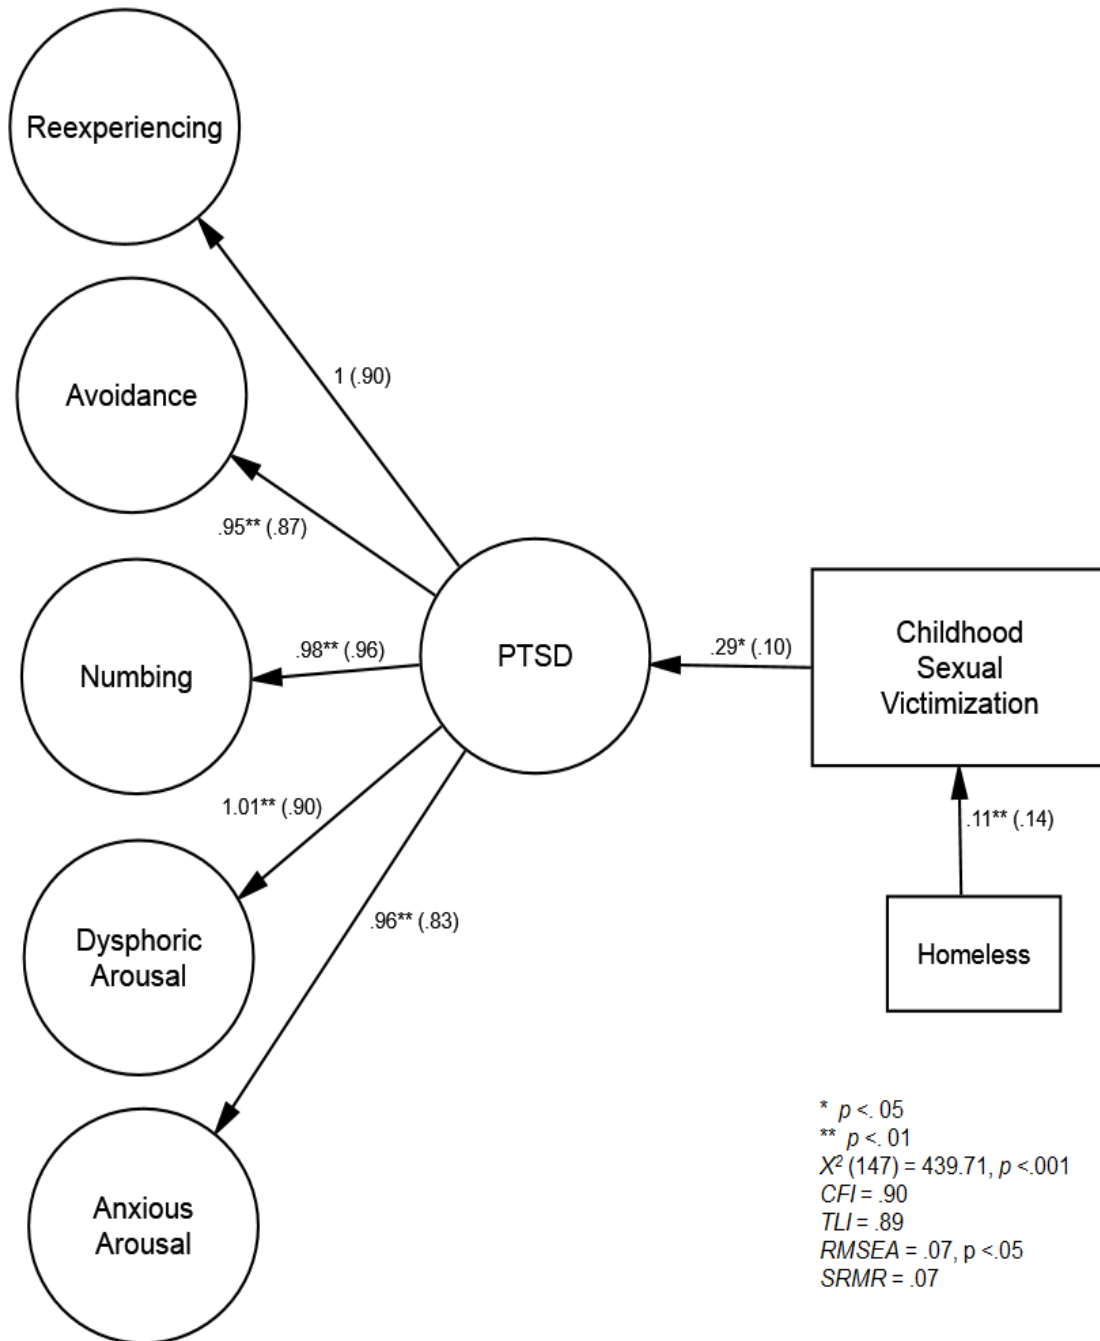 Reexperiencing
1 (.90)
Avoidance
.95** (.87)
Numbing
.98** (.96)
PTSD
.29* (.10)
Childhood
Sexual
Victimization
1.01** (.90)
.11** (.14)
.96** (.83)
Dysphoric
Arousal
Homeless
Anxious
Arousal
* p <. 05
** p <. 01
X² (147) = 439.71, p <.001
CFI = .90
TLI = .89
RMSEA = .07, p <.05
SRMR = .07